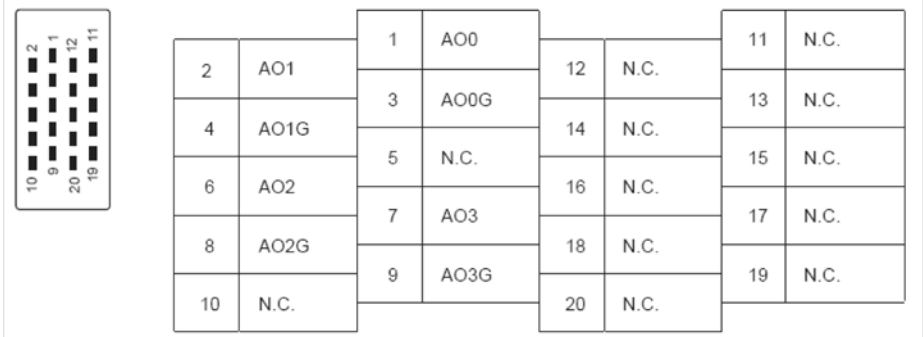 2 1 12 11
10 9 20 19
1 AO0 11 N.C.
2 AO1 12 N.C.
3 AO0G 13 N.C.
4 AO1G 14 N.C.
5 N.C. 15 N.C.
6 AO2 16 N.C.
7 AO3 17 N.C.
8 AO2G 18 N.C.
9 AO3G 19 N.C.
10 N.C. 20 N.C.